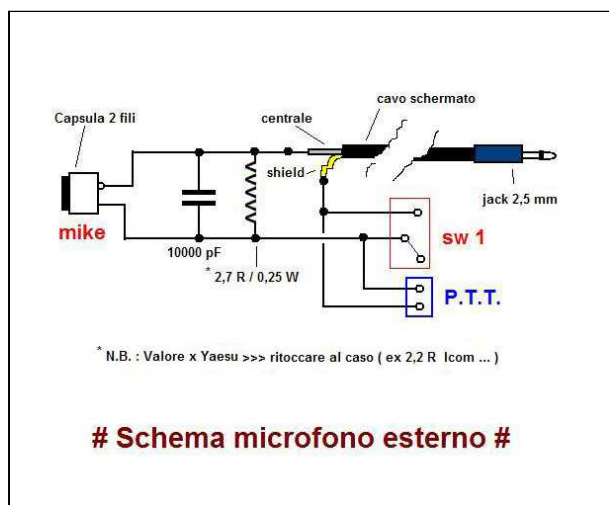 cavo schermato
Capsula 2 fili
centrale
shield
jack 2,5 mm
mike
sw 1
10000 pF
* 2,7 R / 0,25 W
P.T.T.
* N.B. : Valore x Yaesu >>> ritoccare al caso ( ex 2,2 R Icom ... )
# Schema microfono esterno #